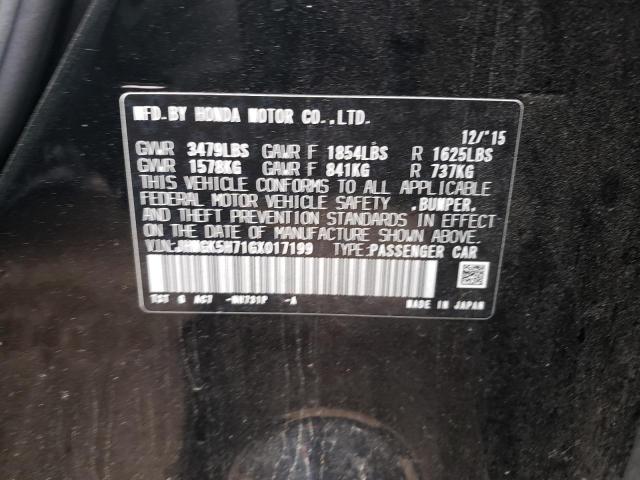 MFD.BY HONDA MOTOR CO.,LTD.
12/'15
GVWR 3479LBS GAWR F 1854LBS R 1625LBS
GVWR 1578KG GAWR F 841KG R 737KG
THIS VEHICLE CONFORMS TO ALL APPLICABLE
FEDERAL MOTOR VEHICLE SAFETY ,BUMPER,
AND THEFT PREVENTION STANDARDS IN EFFECT
ON THE DATE OF MANUFACTURE SHOWN ABOVE.
VIN:JHMGK5H71GX017199 TYPE:PASSENGER CAR
AC7 -NH731P -A MADE IN JAPAN